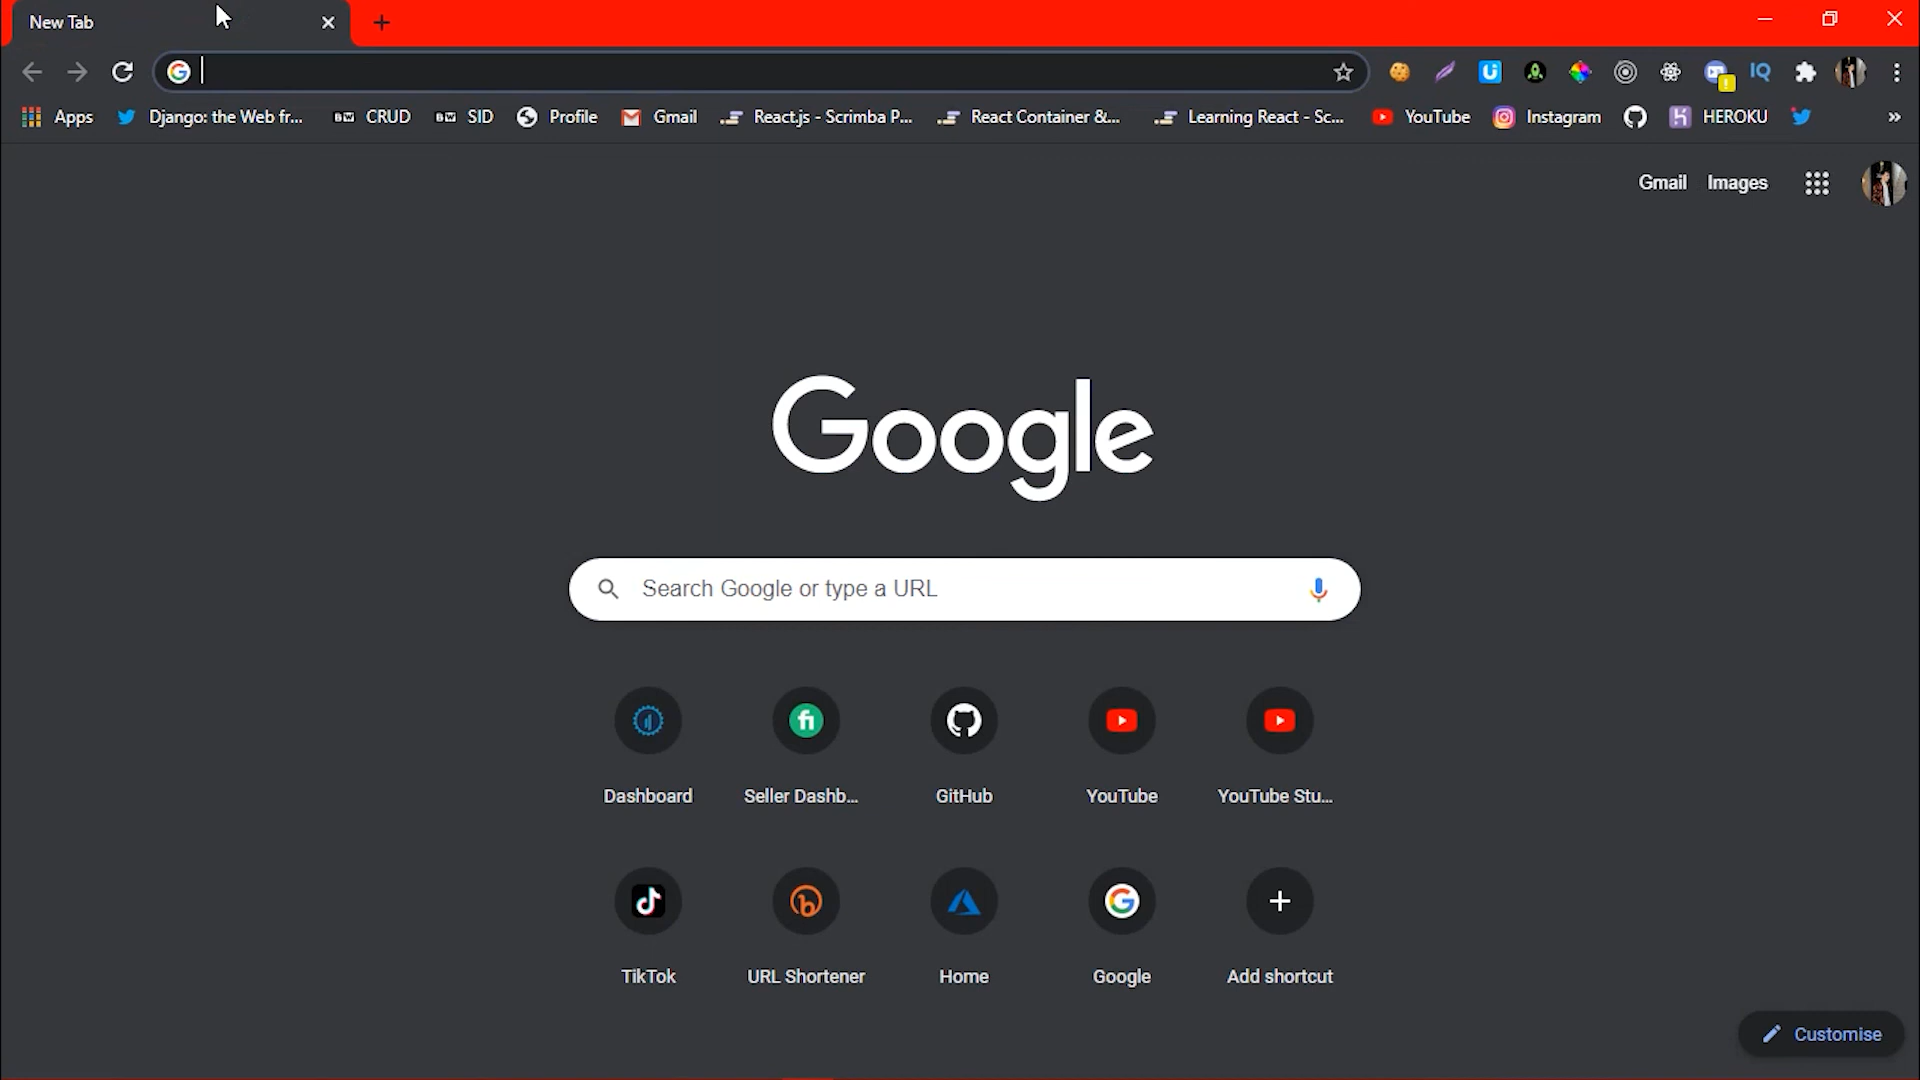 New Tab
Apps
Django: the Web fr...
CRUD
SID
Profile
Gmail
React.js - Scrimba P...
React Container &...
Learning React - Sc...
YouTube
Instagram
HEROKU
IQ
Gmail
Images
Google
Search Google or type a URL
Dashboard
Seller Dashb...
GitHub
YouTube
YouTube Stu...
TikTok
URL Shortener
Home
Google
Add shortcut
Customise